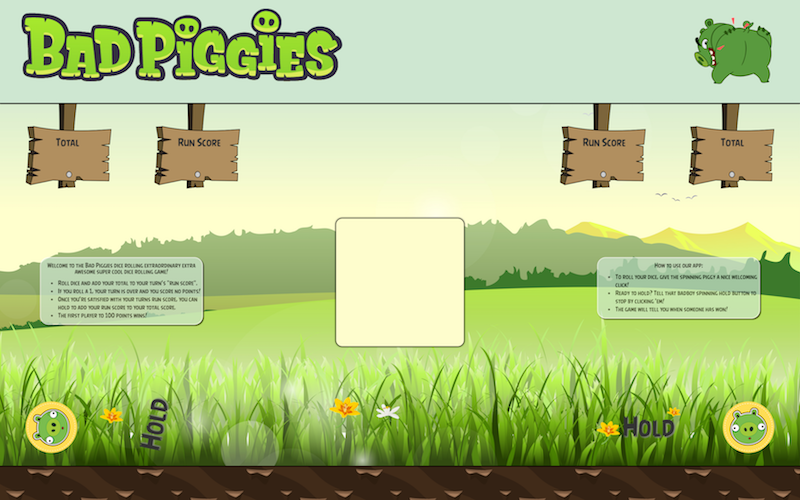 Bad Piggies
Total
Run Score
Run Score
Total
Welcome to the Bad Piggies dice rolling extraordinary extra
awesome super cool dice rolling game!
• Roll dice and add your total to your turn's "run score".
• If you roll a 1, your turn is over and you score no points!
• Once you're satisfied with your turns run score, you can
hold to add your run score to your total score.
• The first player to 100 points wins!
How to use our app:
• To roll your dice, give the spinning piggy a nice welcoming
click!
• Ready to hold? Tell that badboy spinning hold button to
stop by clicking 'em!
• The game will tell you when someone has won!
Hold
Hold